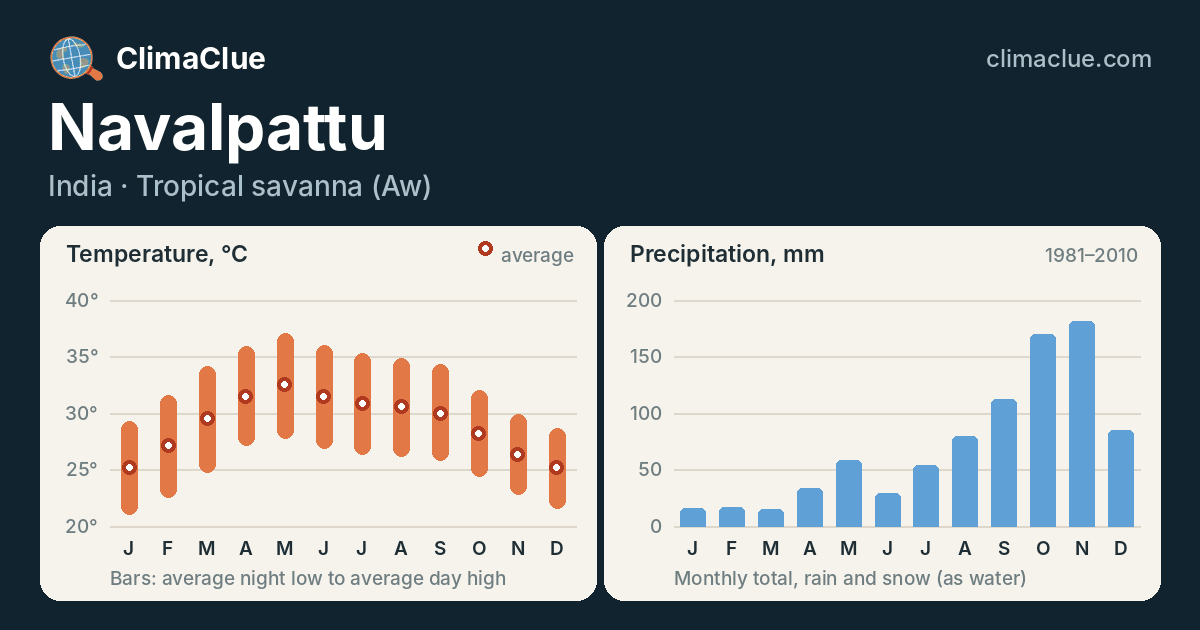 ClimaClue
climaclue.com
Navalpattu
India · Tropical savanna (Aw)
Temperature, °C
average
40°
35°
30°
25°
20°
J F M A M J J A S O N D
Bars: average night low to average day high
Precipitation, mm
1981–2010
200
150
100
50
0
J F M A M J J A S O N D
Monthly total, rain and snow (as water)